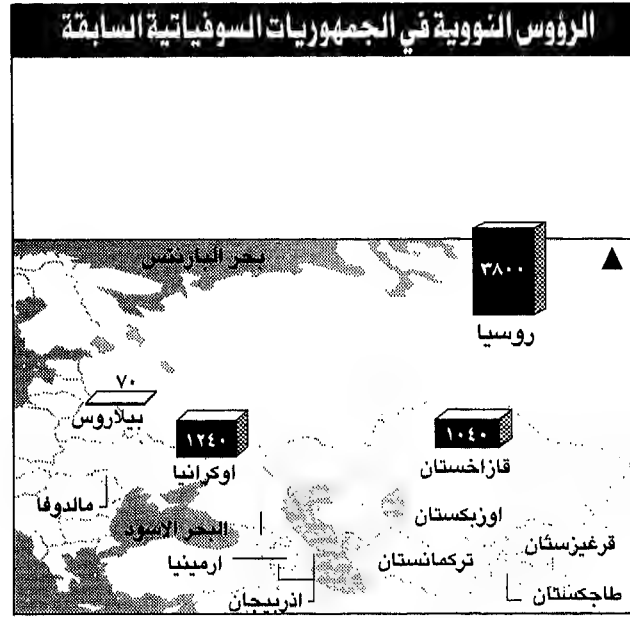 الرؤوس النووية في الجمهوريات السوفياتية السابقة
بحر البارنتس
٣٨٠٠
روسيا
٧٠
بيلاروس
١٢٤٠
اوكرانيا
١٠٤٠
قازاخستان
مالدوفا
البحر الاسود
اوزبكستان
قرغيزستان
ارمينيا
تركمانستان
اذربيجان
طاجكستان